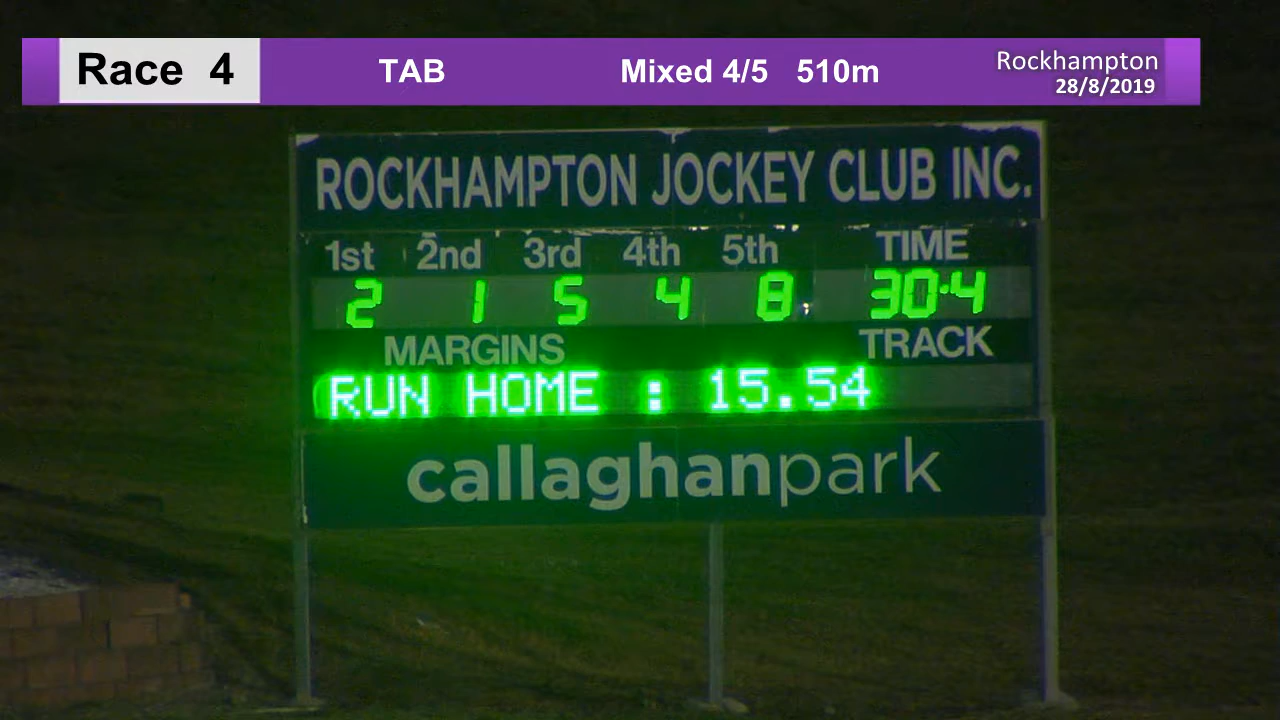 Race 4 TAB Mixed 4/5 510m Rockhampton
28/8/2019
ROCKHAMPTON JOCKEY CLUB INC.
1st 2nd 3rd 4th 5th TIME
2 1 5 4 8 30.4
MARGINS TRACK
RUN HOME : 15.54
callaghanpark